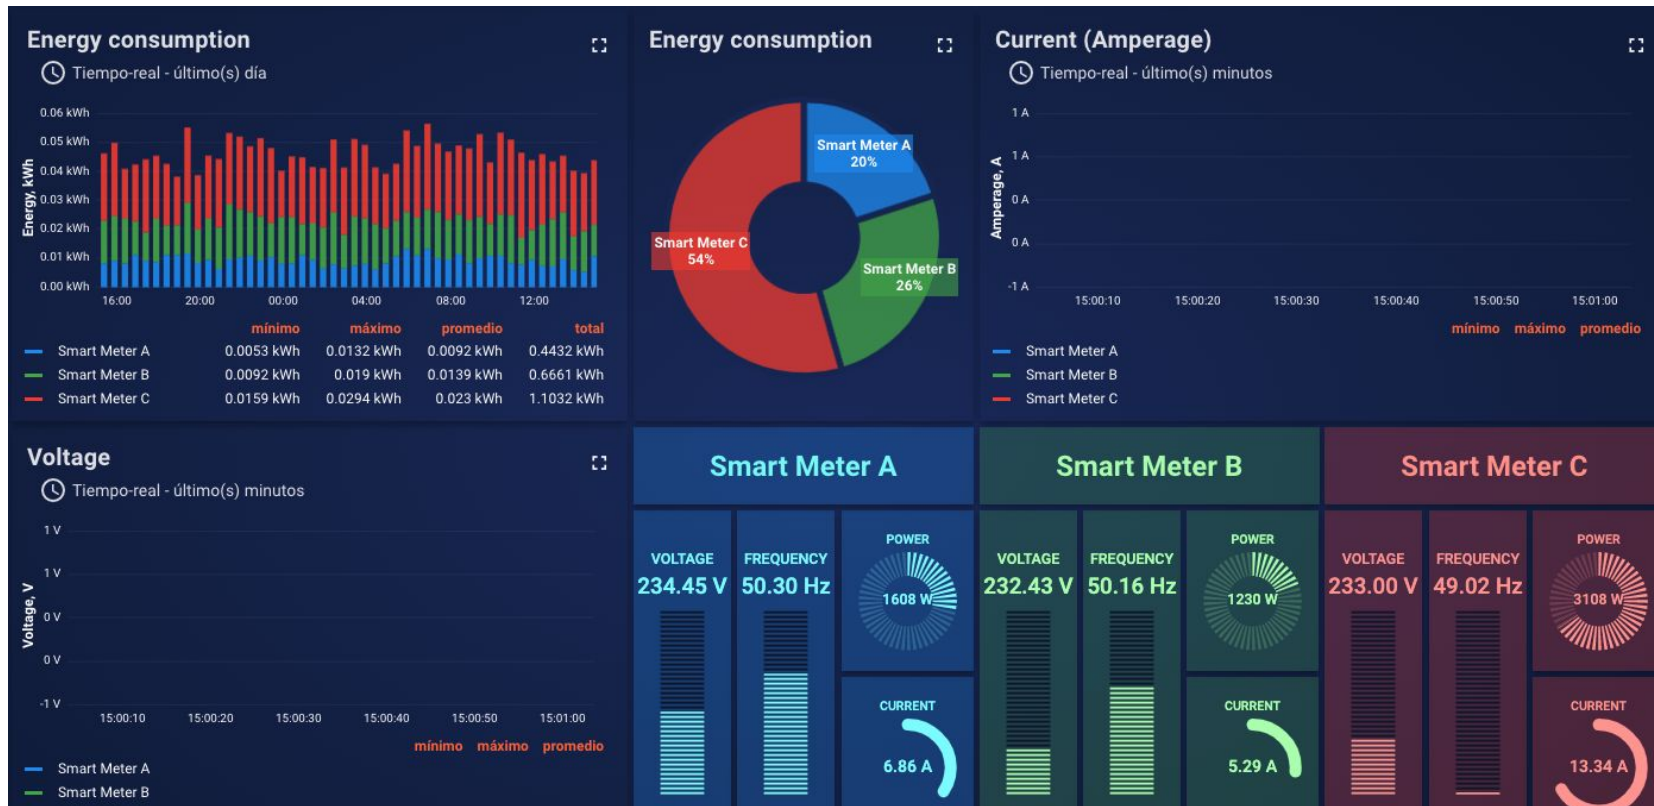 Energy consumption
Tiempo-real - último(s) día
0.06 kWh
0.05 kWh
0.04 kWh
0.03 kWh
0.02 kWh
0.01 kWh
0.00 kWh
Energy, kWh
16:00 20:00 00:00 04:00 08:00 12:00
mínimo máximo promedio total
Smart Meter A 0.0053 kWh 0.0132 kWh 0.0092 kWh 0.4432 kWh
Smart Meter B 0.0092 kWh 0.019 kWh 0.0139 kWh 0.6661 kWh
Smart Meter C 0.0159 kWh 0.0294 kWh 0.023 kWh 1.1032 kWh
Energy consumption
Smart Meter A
20%
Smart Meter C
54%
Smart Meter B
26%
Current (Amperage)
Tiempo-real - último(s) minutos
1 A
1 A
0 A
0 A
-1 A
Amperage, A
15:00:10 15:00:20 15:00:30 15:00:40 15:00:50 15:01:00
mínimo máximo promedio
Smart Meter A
Smart Meter B
Smart Meter C
Voltage
Tiempo-real - último(s) minutos
1 V
1 V
0 V
0 V
-1 V
Voltage, V
15:00:10 15:00:20 15:00:30 15:00:40 15:00:50 15:01:00
mínimo máximo promedio
Smart Meter A
Smart Meter B
Smart Meter A
VOLTAGE
234.45 V
FREQUENCY
50.30 Hz
POWER
1608 W
CURRENT
6.86 A
Smart Meter B
VOLTAGE
232.43 V
FREQUENCY
50.16 Hz
POWER
1230 W
CURRENT
5.29 A
Smart Meter C
VOLTAGE
233.00 V
FREQUENCY
49.02 Hz
POWER
3108 W
CURRENT
13.34 A